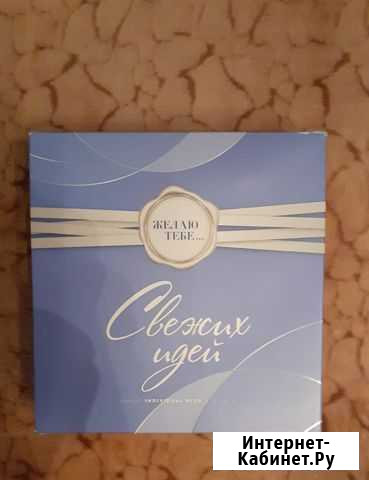 ЖЕЛАЮ
ТЕБЕ...
Свежих
идей
Интернет-
Кабинет.Ру